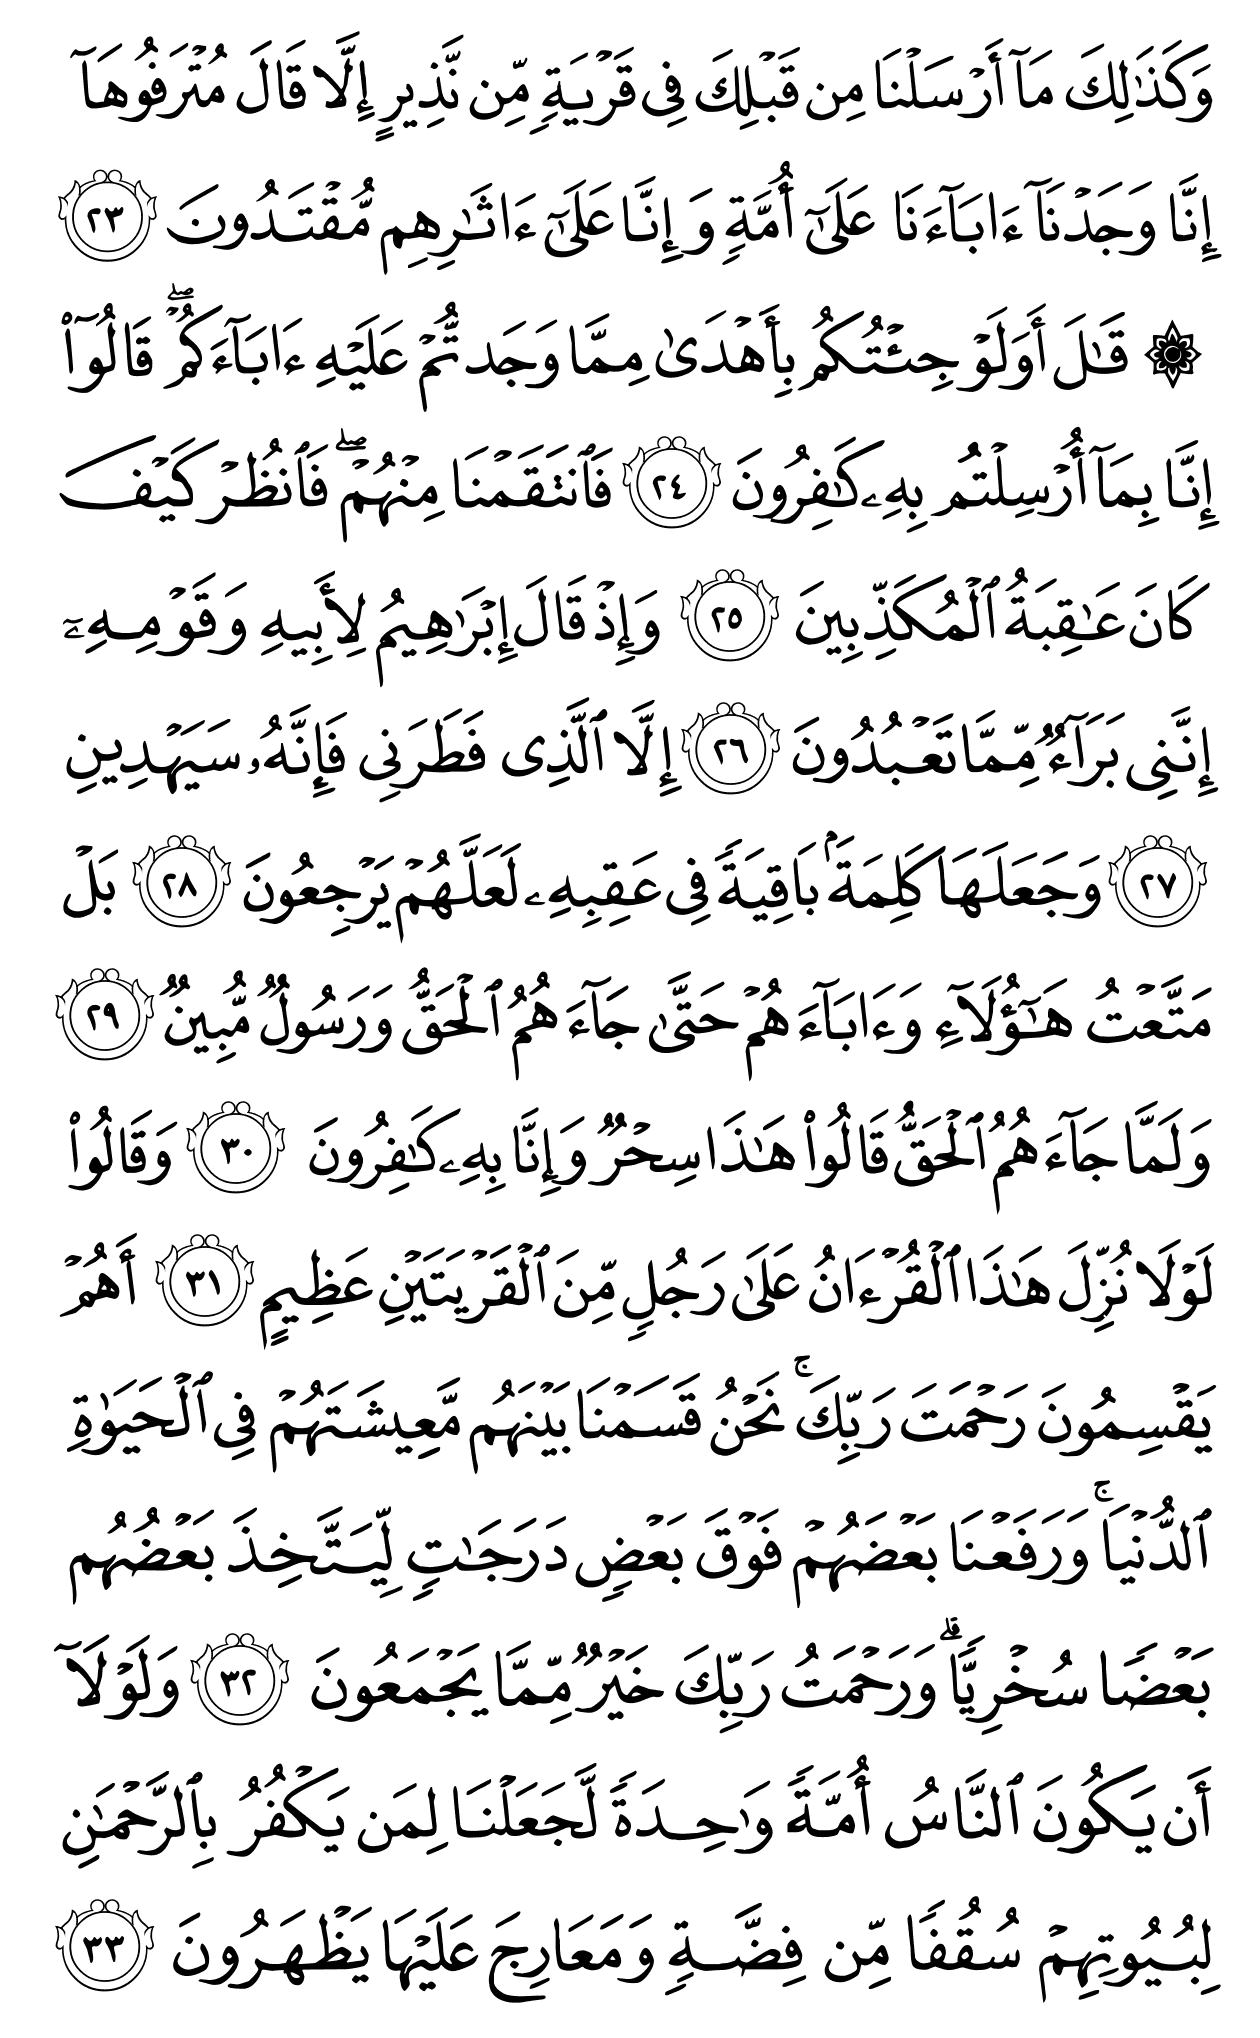 وَكَذَٰلِكَ مَآ أَرْسَلْنَا مِن قَبْلِكَ فِى قَرْيَةٍ مِّن نَّذِيرٍ إِلَّا قَالَ مُتْرَفُوهَآ
إِنَّا وَجَدْنَآ ءَابَآءَنَا عَلَىٰٓ أُمَّةٍ وَإِنَّا عَلَىٰٓ ءَاثَٰرِهِم مُّقْتَدُونَ ٢٣
۞ قَٰلَ أَوَلَوْ جِئْتُكُم بِأَهْدَىٰ مِمَّا وَجَدتُّمْ عَلَيْهِ ءَابَآءَكُمْ ۖ قَالُوٓا۟
إِنَّا بِمَآ أُرْسِلْتُم بِهِۦ كَٰفِرُونَ ٢٤ فَٱنتَقَمْنَا مِنْهُمْ ۖ فَٱنظُرْ كَيْفَ
كَانَ عَٰقِبَةُ ٱلْمُكَذِّبِينَ ٢٥ وَإِذْ قَالَ إِبْرَٰهِيمُ لِأَبِيهِ وَقَوْمِهِۦٓ
إِنَّنِى بَرَآءٌ مِّمَّا تَعْبُدُونَ ٢٦ إِلَّا ٱلَّذِى فَطَرَنِى فَإِنَّهُۥ سَيَهْدِينِ
٢٧ وَجَعَلَهَا كَلِمَةًۢ بَاقِيَةً فِى عَقِبِهِۦ لَعَلَّهُمْ يَرْجِعُونَ ٢٨ بَلْ
مَتَّعْتُ هَٰٓؤُلَآءِ وَءَابَآءَهُمْ حَتَّىٰ جَآءَهُمُ ٱلْحَقُّ وَرَسُولٌ مُّبِينٌ ٢٩
وَلَمَّا جَآءَهُمُ ٱلْحَقُّ قَالُوا۟ هَٰذَا سِحْرٌ وَإِنَّا بِهِۦ كَٰفِرُونَ ٣٠ وَقَالُوا۟
لَوْلَا نُزِّلَ هَٰذَا ٱلْقُرْءَانُ عَلَىٰ رَجُلٍ مِّنَ ٱلْقَرْيَتَيْنِ عَظِيمٍ ٣١ أَهُمْ
يَقْسِمُونَ رَحْمَتَ رَبِّكَ ۚ نَحْنُ قَسَمْنَا بَيْنَهُم مَّعِيشَتَهُمْ فِى ٱلْحَيَوٰةِ
ٱلدُّنْيَا ۚ وَرَفَعْنَا بَعْضَهُمْ فَوْقَ بَعْضٍ دَرَجَٰتٍ لِّيَتَّخِذَ بَعْضُهُم
بَعْضًا سُخْرِيًّا ۗ وَرَحْمَتُ رَبِّكَ خَيْرٌ مِّمَّا يَجْمَعُونَ ٣٢ وَلَوْلَآ
أَن يَكُونَ ٱلنَّاسُ أُمَّةً وَٰحِدَةً لَّجَعَلْنَا لِمَن يَكْفُرُ بِٱلرَّحْمَٰنِ
لِبُيُوتِهِمْ سُقُفًا مِّن فِضَّةٍ وَمَعَارِجَ عَلَيْهَا يَظْهَرُونَ ٣٣